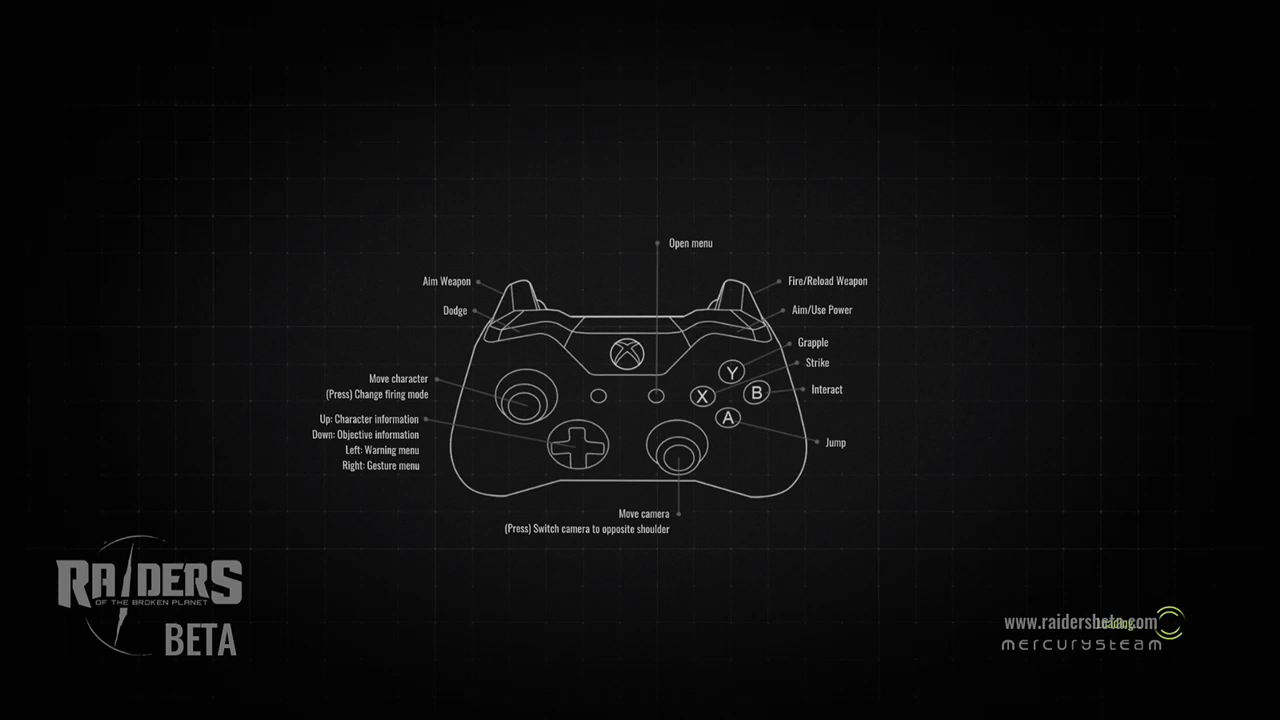 Open menu
Aim Weapon
Fire/Reload Weapon
Dodge
Aim/Use Power
Grapple
Strike
Move character
(Press) Change firing mode
Interact
Up: Character information
Down: Objective information
Left: Warning menu
Right: Gesture menu
Jump
Y
X
B
A
Move camera
(Press) Switch camera to opposite shoulder
RAIDERS
OF THE BROKEN PLANET
BETA
www.raidersbeta.com
Loading...
mercurysteam